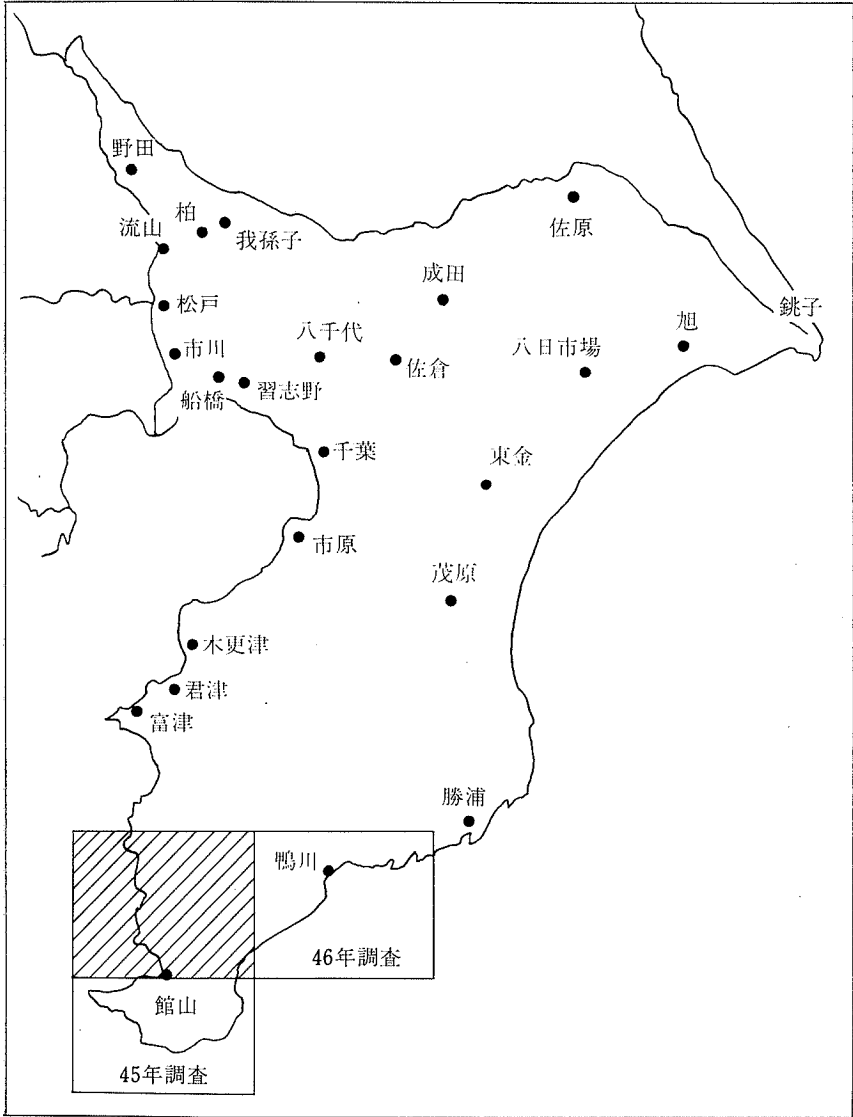 野田
柏
流山
我孫子
佐原
成田
松戸
銚子
八千代
旭
市川
佐倉
八日市場
船橋
習志野
千葉
東金
市原
茂原
木更津
君津
富津
勝浦
鴨川
46年調査
館山
45年調査